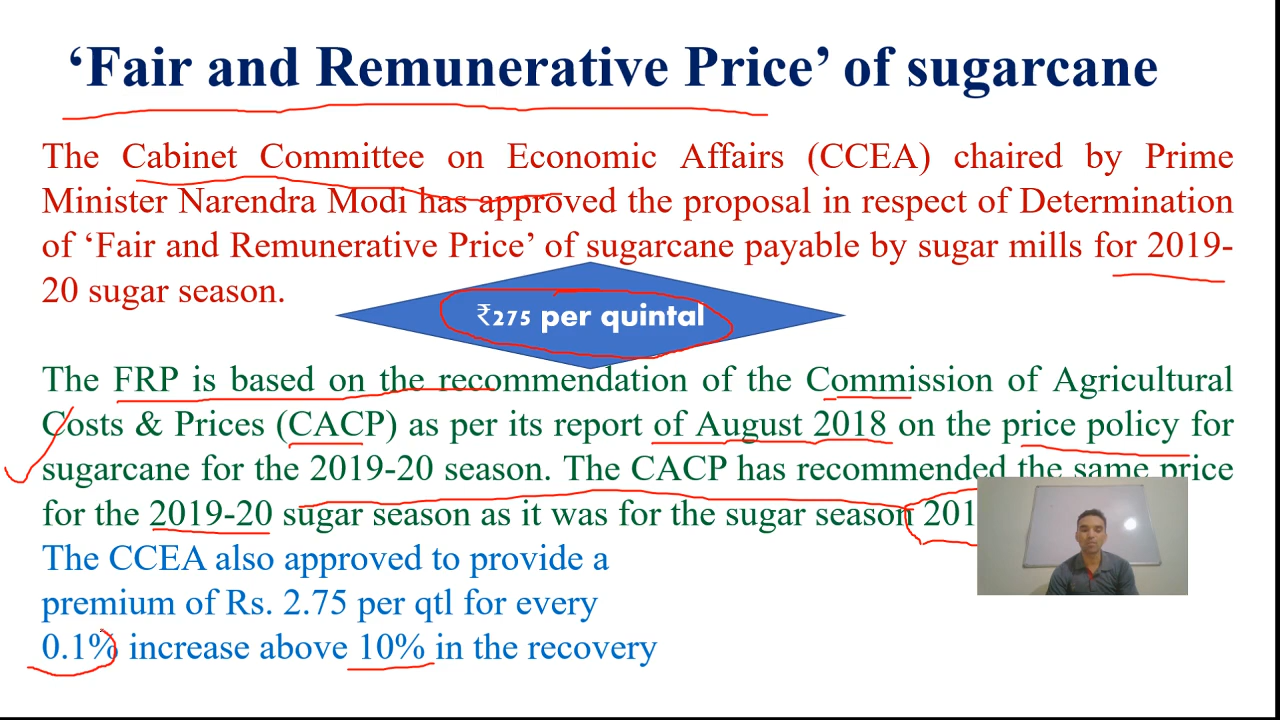 ‘Fair and Remunerative Price’ of sugarcane
The Cabinet Committee on Economic Affairs (CCEA) chaired by Prime
Minister Narendra Modi has approved the proposal in respect of Determination
of ‘Fair and Remunerative Price’ of sugarcane payable by sugar mills for 2019-
20 sugar season.
₹275 per quintal
The FRP is based on the recommendation of the Commission of Agricultural
Costs & Prices (CACP) as per its report of August 2018 on the price policy for
sugarcane for the 2019-20 season. The CACP has recommended the same price
for the 2019-20 sugar season as it was for the sugar season 201
The CCEA also approved to provide a
premium of Rs. 2.75 per qtl for every
0.1% increase above 10% in the recovery